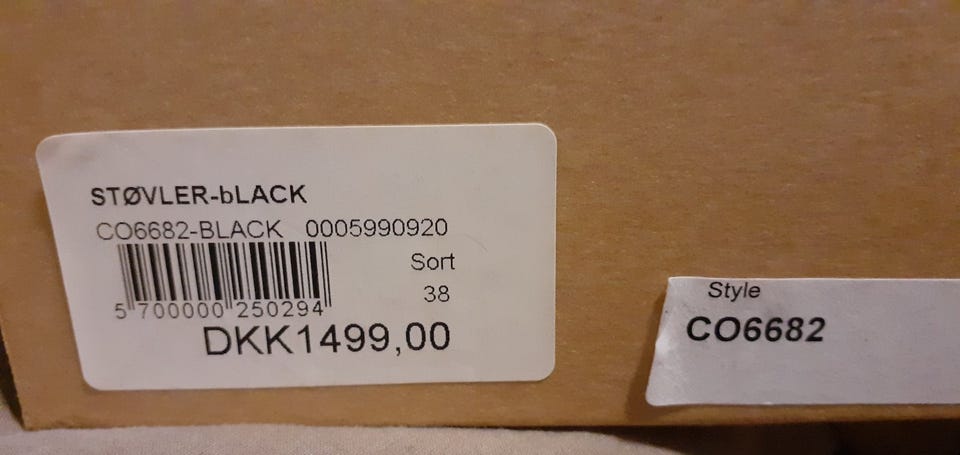 STØVLER-bLACK
CO6682-BLACK 0005990920
Sort
38
5 700000 250294
DKK1499,00
Style
CO6682